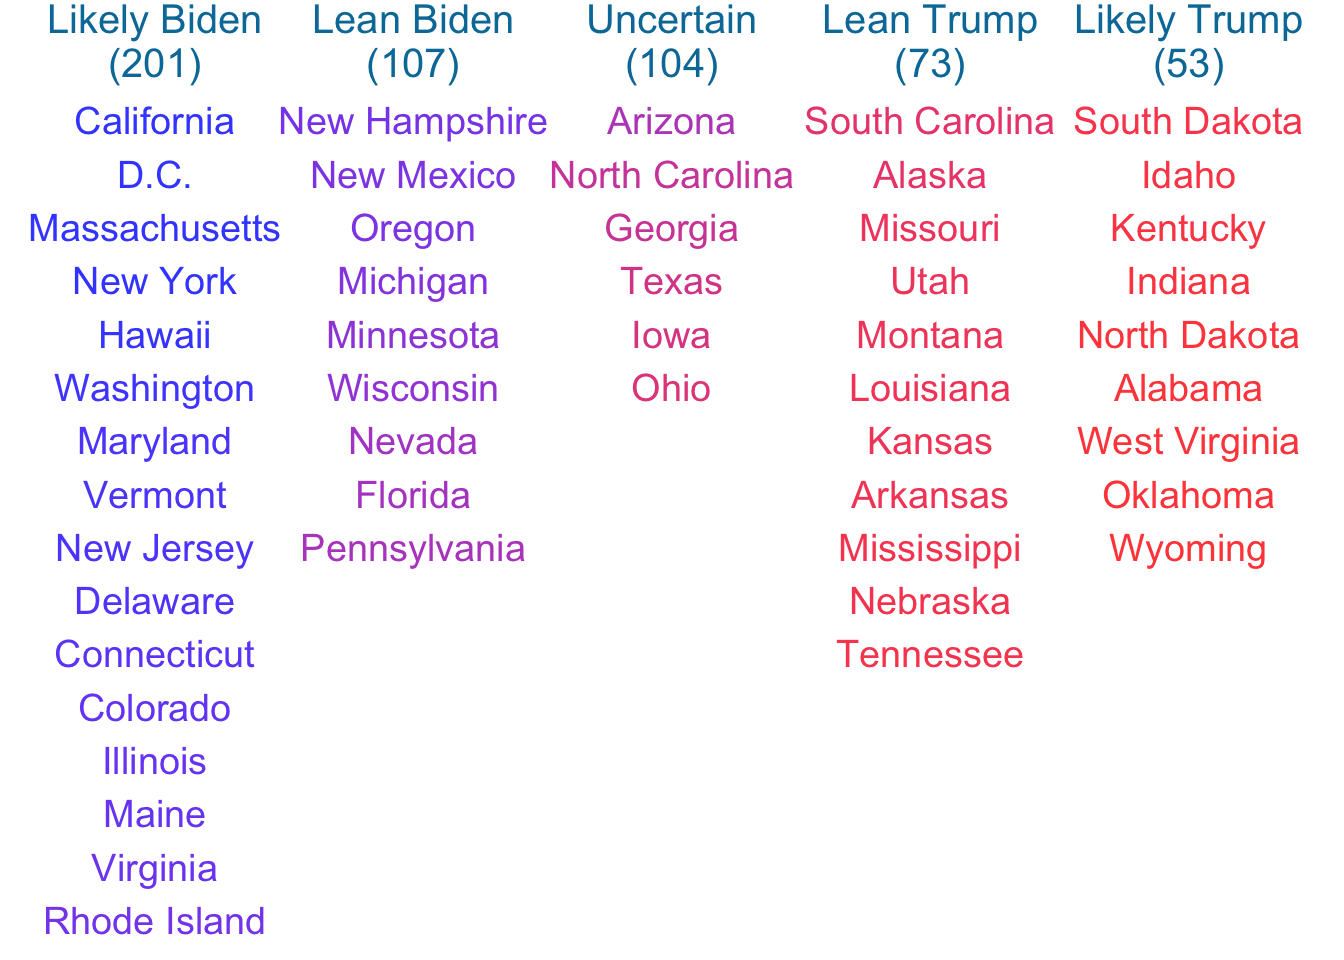 Likely Biden
(201)
California
D.C.
Massachusetts
New York
Hawaii
Washington
Maryland
Vermont
New Jersey
Delaware
Connecticut
Colorado
Illinois
Maine
Virginia
Rhode Island
Lean Biden
(107)
New Hampshire
New Mexico
Oregon
Michigan
Minnesota
Wisconsin
Nevada
Florida
Pennsylvania
Uncertain
(104)
Arizona
North Carolina
Georgia
Texas
Iowa
Ohio
Lean Trump
(73)
South Carolina
Alaska
Missouri
Utah
Montana
Louisiana
Kansas
Arkansas
Mississippi
Nebraska
Tennessee
Likely Trump
(53)
South Dakota
Idaho
Kentucky
Indiana
North Dakota
Alabama
West Virginia
Oklahoma
Wyoming